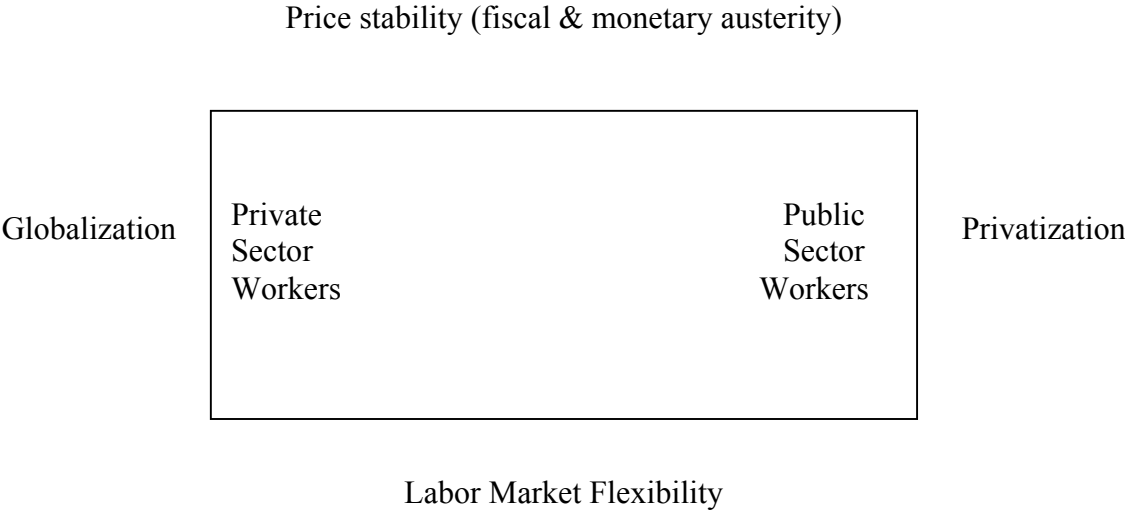 Price stability (fiscal & monetary austerity)
Globalization
Private
Sector
Workers
Public
Sector
Workers
Privatization
Labor Market Flexibility